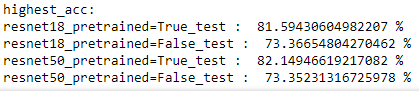 highest_acc:
resnet18_pretrained=True_test :  81.59430604982207 %
resnet18_pretrained=False_test :  73.36654804270462 %
resnet50_pretrained=True_test :  82.14946619217082 %
resnet50_pretrained=False_test :  73.35231316725978 %